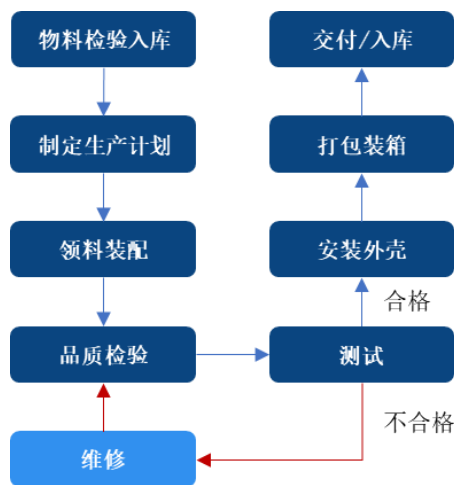 物料检验入库
制定生产计划
领料装配
品质检验
维修
交付/入库
打包装箱
安装外壳
合格
测试
不合格